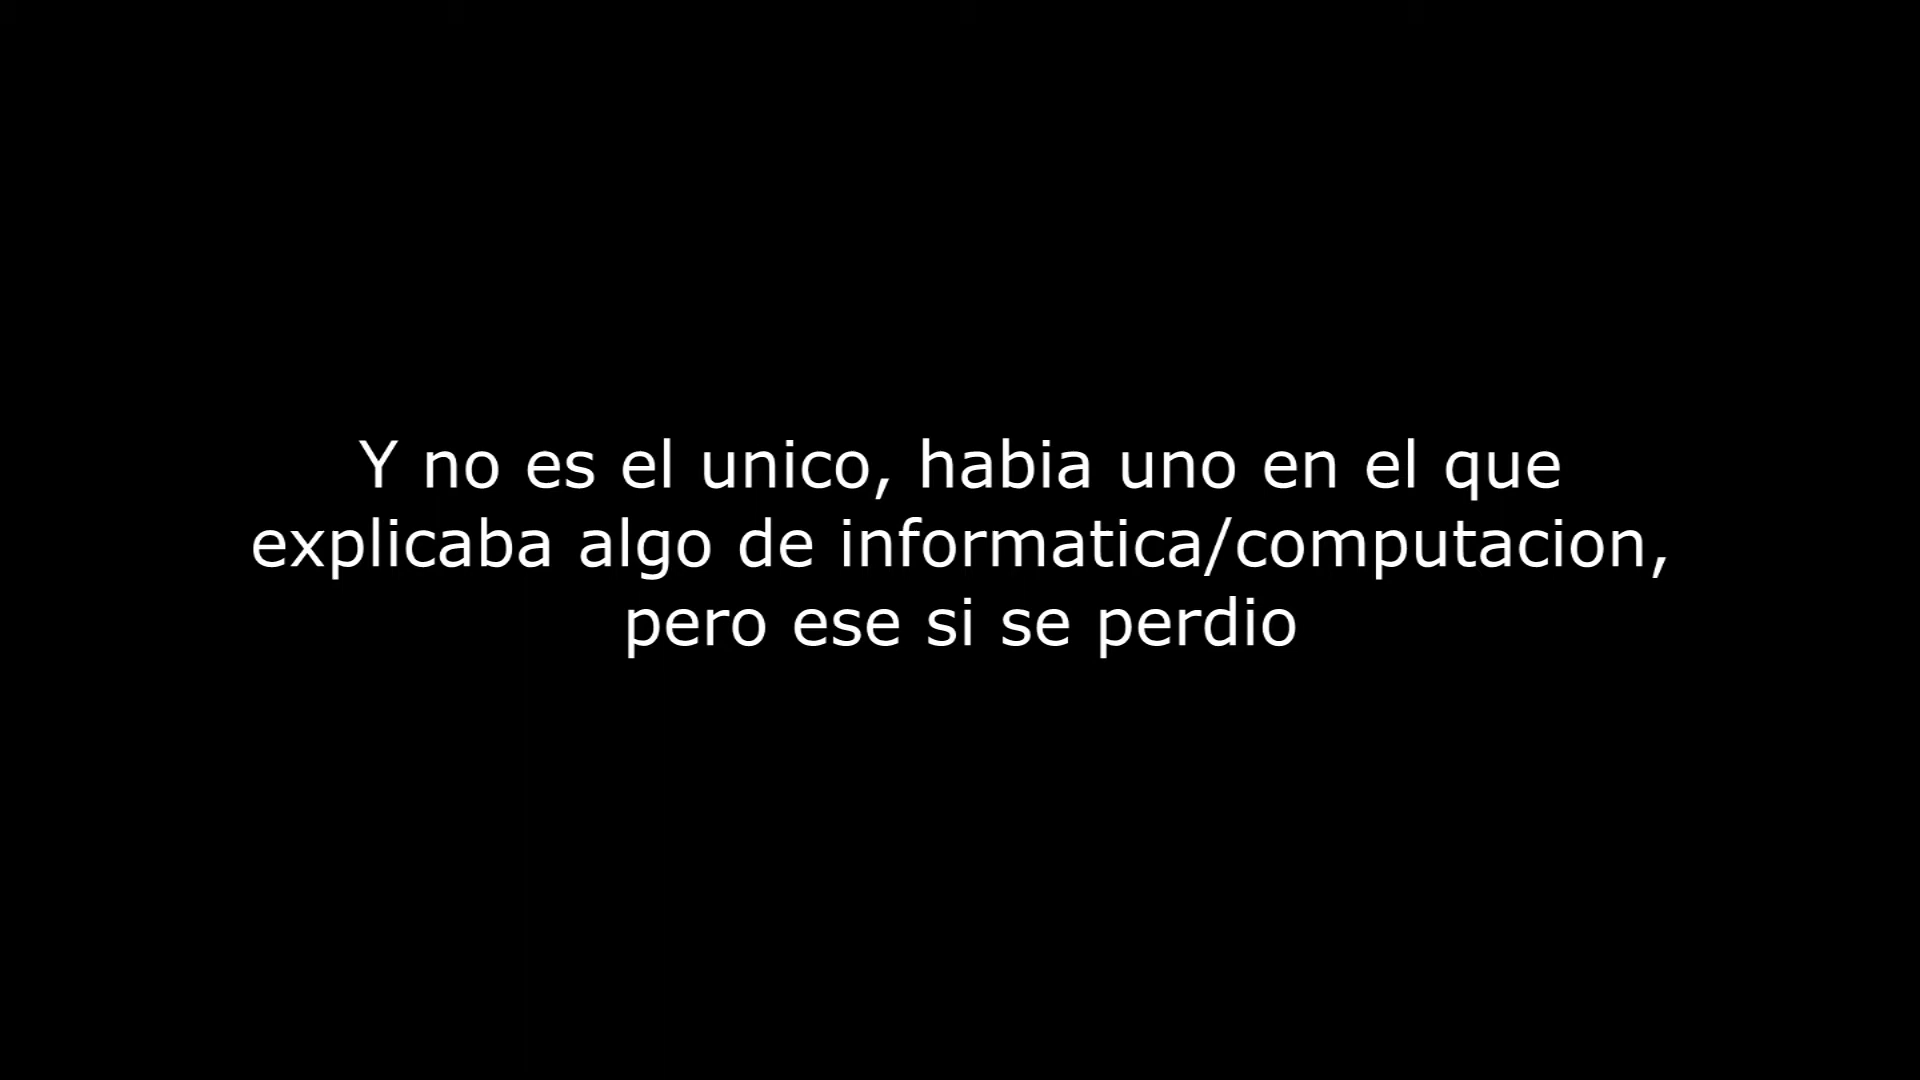 Y no es el unico, habia uno en el que
explicaba algo de informatica/computacion,
pero ese si se perdio